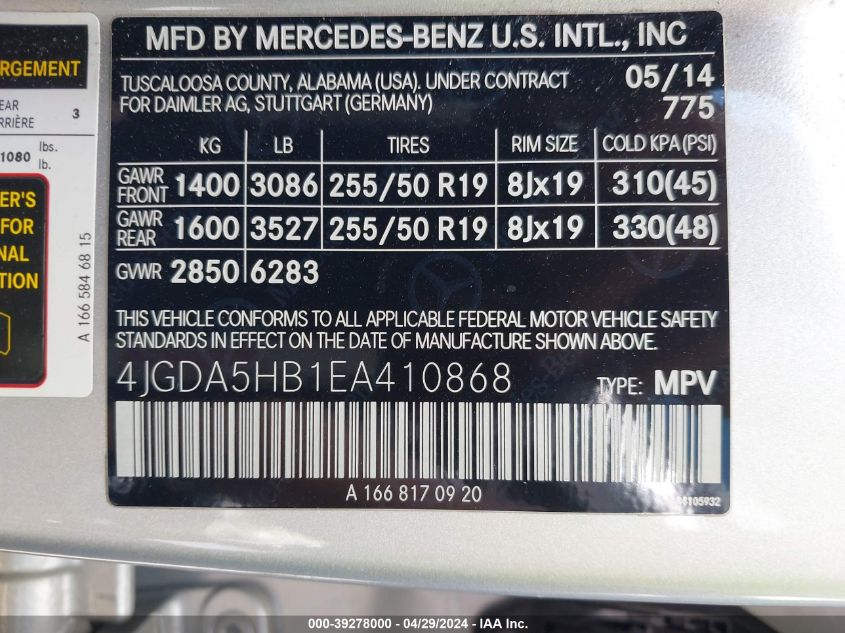 RGEMENT
EAR
RRIÈRE 3
1080 lbs.
lb.
ER'S
FOR
NAL
TION
A 166 584 68 15
MFD BY MERCEDES-BENZ U.S. INTL., INC
TUSCALOOSA COUNTY, ALABAMA (USA). UNDER CONTRACT
FOR DAIMLER AG, STUTTGART (GERMANY)
05/14
775
KG LB TIRES RIM SIZE COLD KPA(PSI)
GAWR FRONT 1400 3086 255/50 R19 8Jx19 310(45)
GAWR REAR 1600 3527 255/50 R19 8Jx19 330(48)
GVWR 2850 6283
THIS VEHICLE CONFORMS TO ALL APPLICABLE FEDERAL MOTOR VEHICLE SAFETY
STANDARDS IN EFFECT ON THE DATE OF MANUFACTURE SHOWN ABOVE.
4JGDA5HB1EA410868 TYPE: MPV
A 166 817 09 20
000-39278000 - 04/29/2024 - IAAI.com